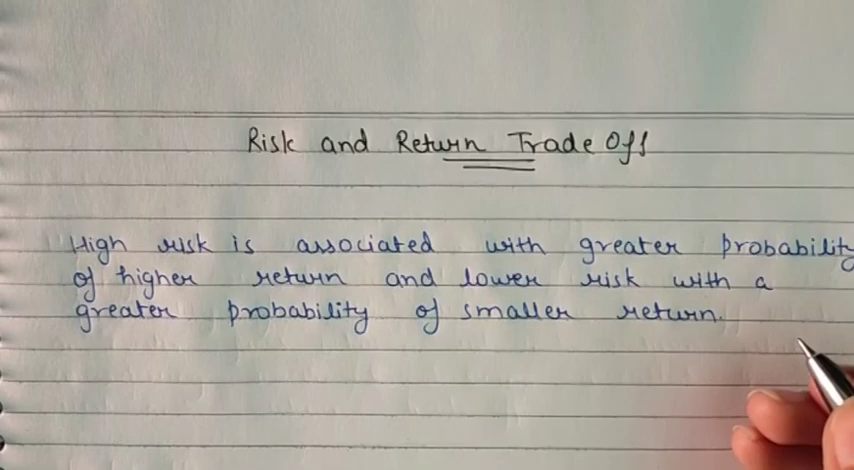 Risk and Return Trade Off
High risk is associated with greater probability
of higher return and lower risk with a
greater probability of smaller return.